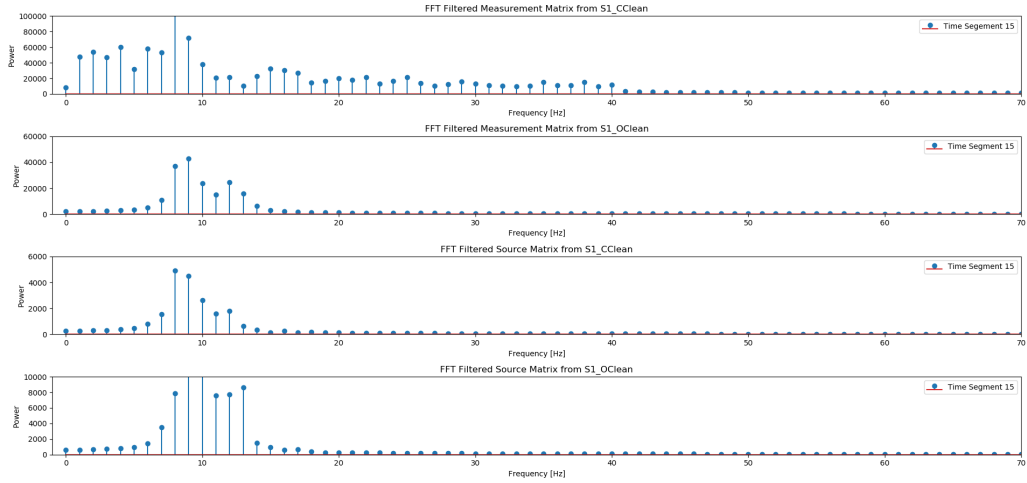 FFT Filtered Measurement Matrix from S1_CClean
100000
80000
60000
40000
20000
0
Power
Time Segement 15
0 10 20 30 40 50 60 70
Frequency [Hz]
FFT Filtered Measurement Matrix from S1_OClean
60000
40000
20000
0
Power
Time Segment 15
0 10 20 30 40 50 60 70
Frequency [Hz]
FFT Filtered Source Matrix from S1_CClean
6000
4000
2000
0
Power
Time Segment 15
0 10 20 30 40 50 60 70
Frequency [Hz]
FFT Filtered Source Matrix from S1_OClean
10000
8000
6000
4000
2000
0
Power
Time Segment 15
0 10 20 30 40 50 60 70
Frequency [Hz]